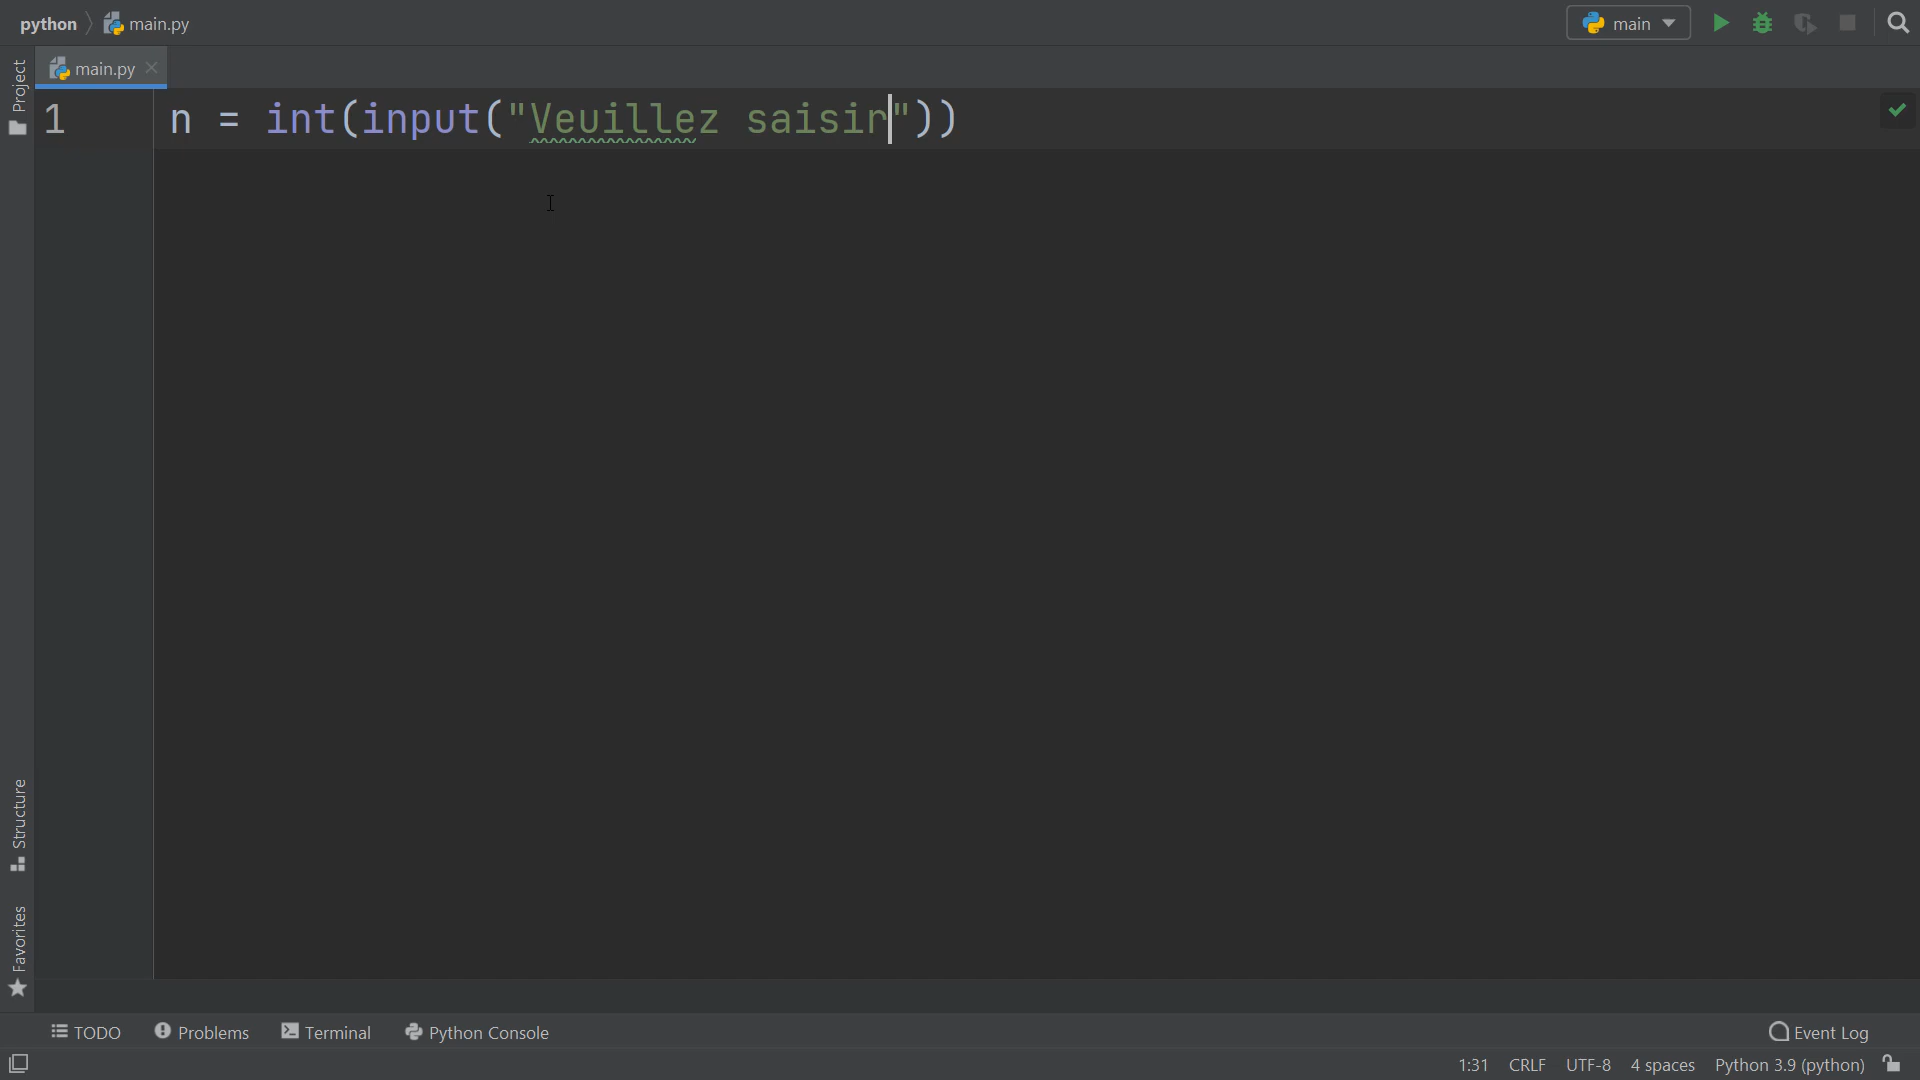 python main.py
main
main.py
Project
1 n = int(input("Veuillez saisir"))
Structure
Favorites
TODO Problems Terminal Python Console Event Log
1:31 CRLF UTF-8 4 spaces Python 3.9 (python)